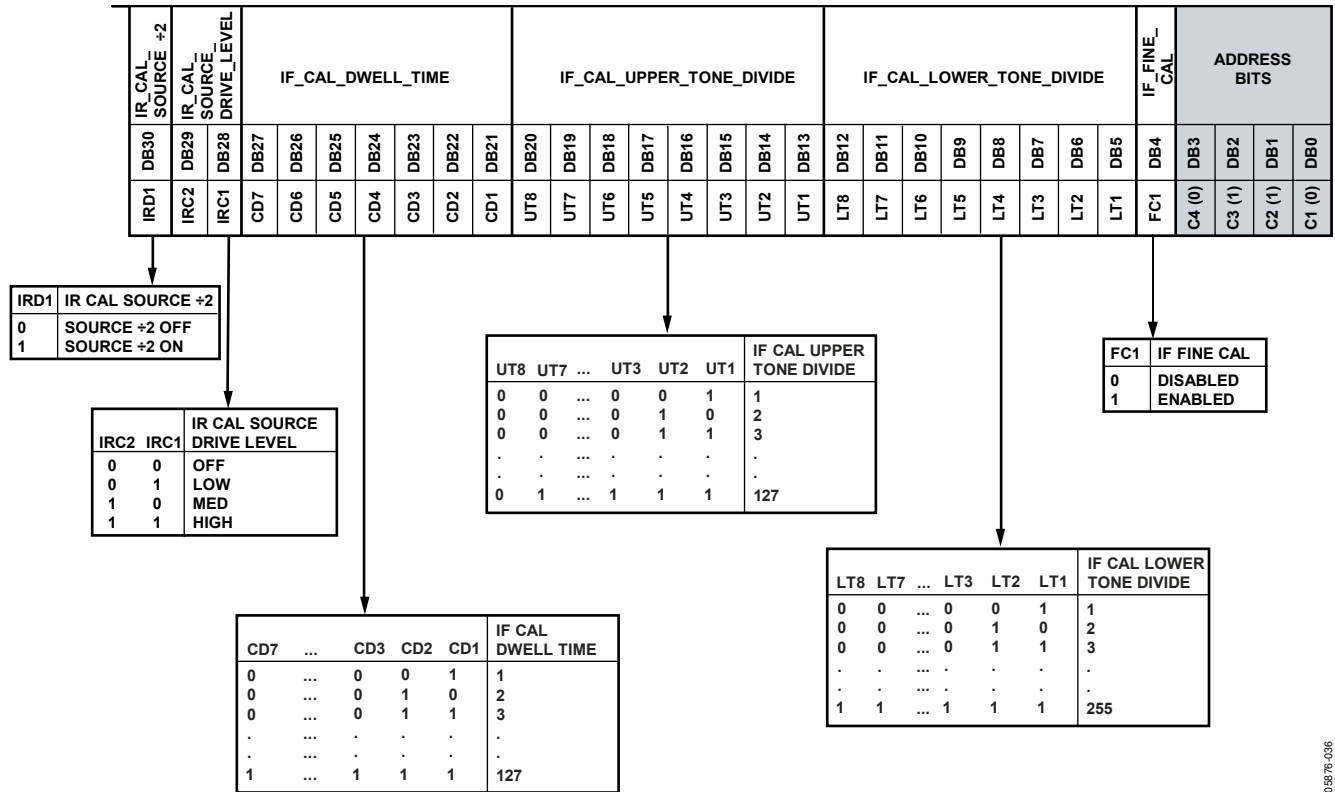 IR_CAL_
SOURCE ÷2
IR_CAL_
SOURCE_
DRIVE_LEVEL
IF_CAL_DWELL_TIME
IF_CAL_UPPER_TONE_DIVIDE
IF_CAL_LOWER_TONE_DIVIDE
IF_FINE_
CAL
ADDRESS
BITS
DB30 DB29 DB28 DB27 DB26 DB25 DB24 DB23 DB22 DB21 DB20 DB19 DB18 DB17 DB16 DB15 DB14 DB13 DB12 DB11 DB10 DB9 DB8 DB7 DB6 DB5 DB4 DB3 DB2 DB1 DB0
IRD1 IRC2 IRC1 CD7 CD6 CD5 CD4 CD3 CD2 CD1 UT8 UT7 UT6 UT5 UT4 UT3 UT2 UT1 LT8 LT7 LT6 LT5 LT4 LT3 LT2 LT1 FC1 C4 (0) C3 (1) C2 (1) C1 (0)
IRD1 IR CAL SOURCE ÷2
0 SOURCE ÷2 OFF
1 SOURCE ÷2 ON
IRC2 IRC1 IR CAL SOURCE
DRIVE LEVEL
0 0 OFF
0 1 LOW
1 0 MED
1 1 HIGH
CD7 ... CD3 CD2 CD1 IF CAL
DWELL TIME
0 ... 0 0 1 1
0 ... 0 1 0 2
0 ... 0 1 1 3
. ... . . . .
. ... . . . .
1 ... 1 1 1 127
UT8 UT7 ... UT3 UT2 UT1 IF CAL UPPER
TONE DIVIDE
0 0 ... 0 0 1 1
0 0 ... 0 1 0 2
0 0 ... 0 1 1 3
. . ... . . . .
. . ... . . . .
0 1 ... 1 1 1 127
LT8 LT7 ... LT3 LT2 LT1 IF CAL LOWER
TONE DIVIDE
0 0 ... 0 0 1 1
0 0 ... 0 1 0 2
0 0 ... 0 1 1 3
. . ... . . . .
. . ... . . . .
1 1 ... 1 1 1 255
FC1 IF FINE CAL
0 DISABLED
1 ENABLED
05876-036